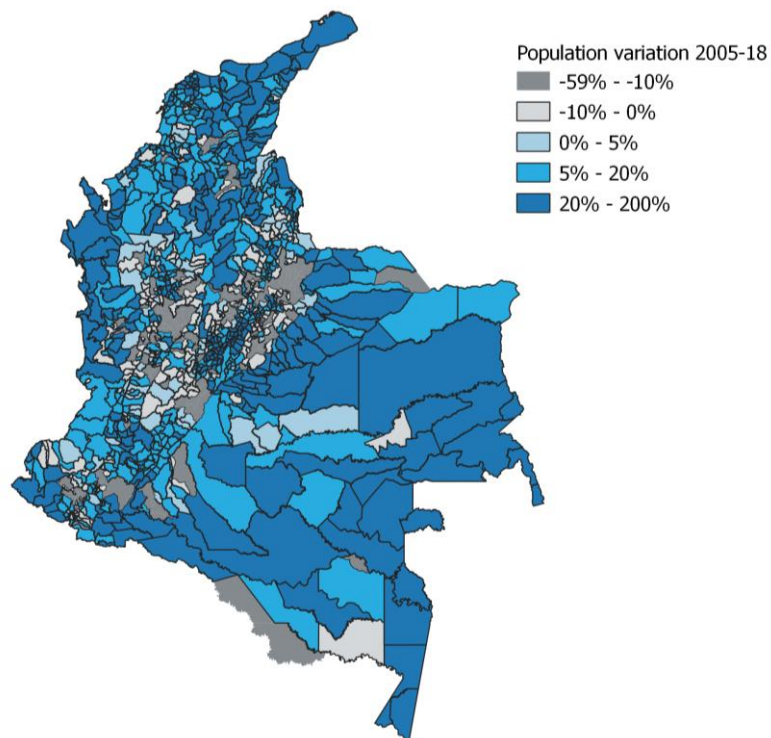 Population variation 2005-18
-59% - -10%
-10% - 0%
0% - 5%
5% - 20%
20% - 200%